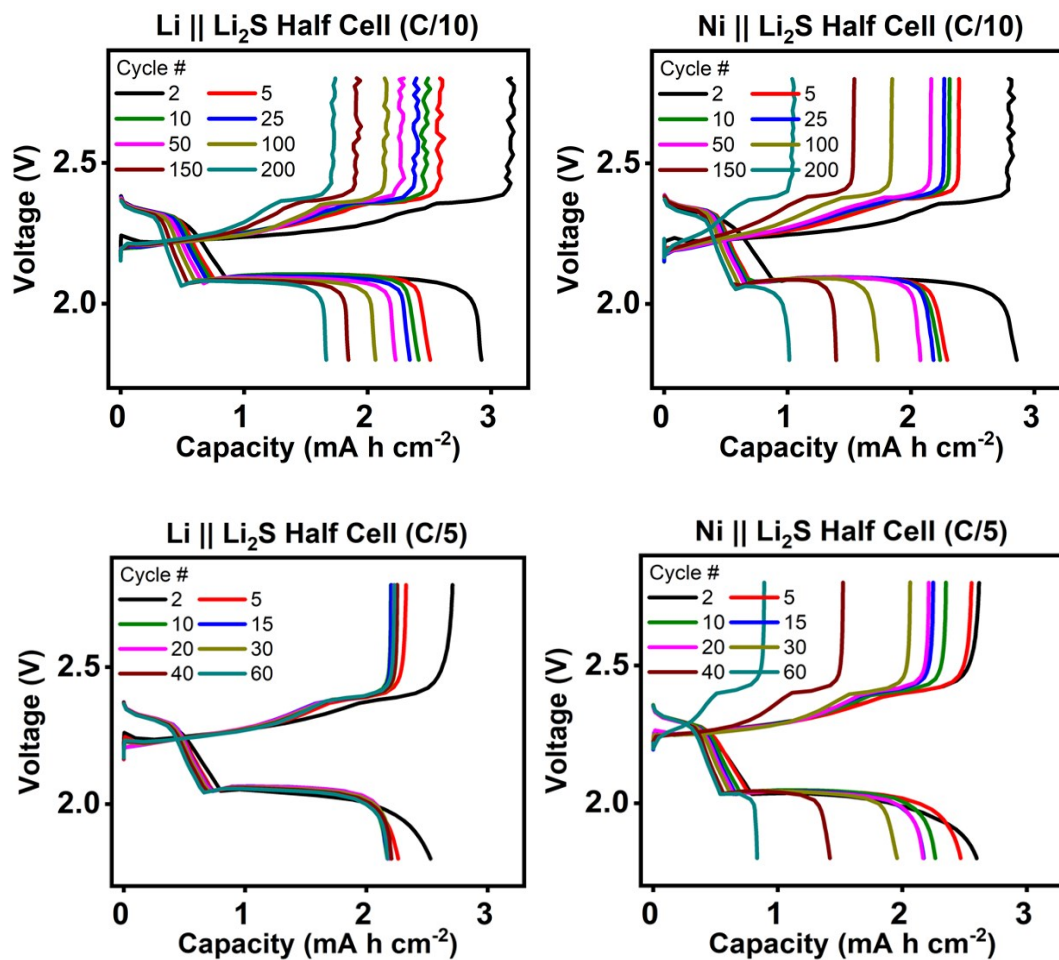 Li || Li₂S Half Cell (C/10)
Cycle #
2 5
10 25
50 100
150 200
2.5
2.0
Voltage (V)
0 1 2 3
Capacity (mA h cm⁻²)
Ni || Li₂S Half Cell (C/10)
Cycle #
2 5
10 25
50 100
150 200
2.5
2.0
Voltage (V)
0 1 2 3
Capacity (mA h cm⁻²)
Li || Li₂S Half Cell (C/5)
Cycle #
2 5
10 15
20 30
40 60
2.5
2.0
Voltage (V)
0 1 2 3
Capacity (mA h cm⁻²)
Ni || Li₂S Half Cell (C/5)
Cycle #
2 5
10 15
20 30
40 60
2.5
2.0
Voltage (V)
0 1 2 3
Capacity (mA h cm⁻²)